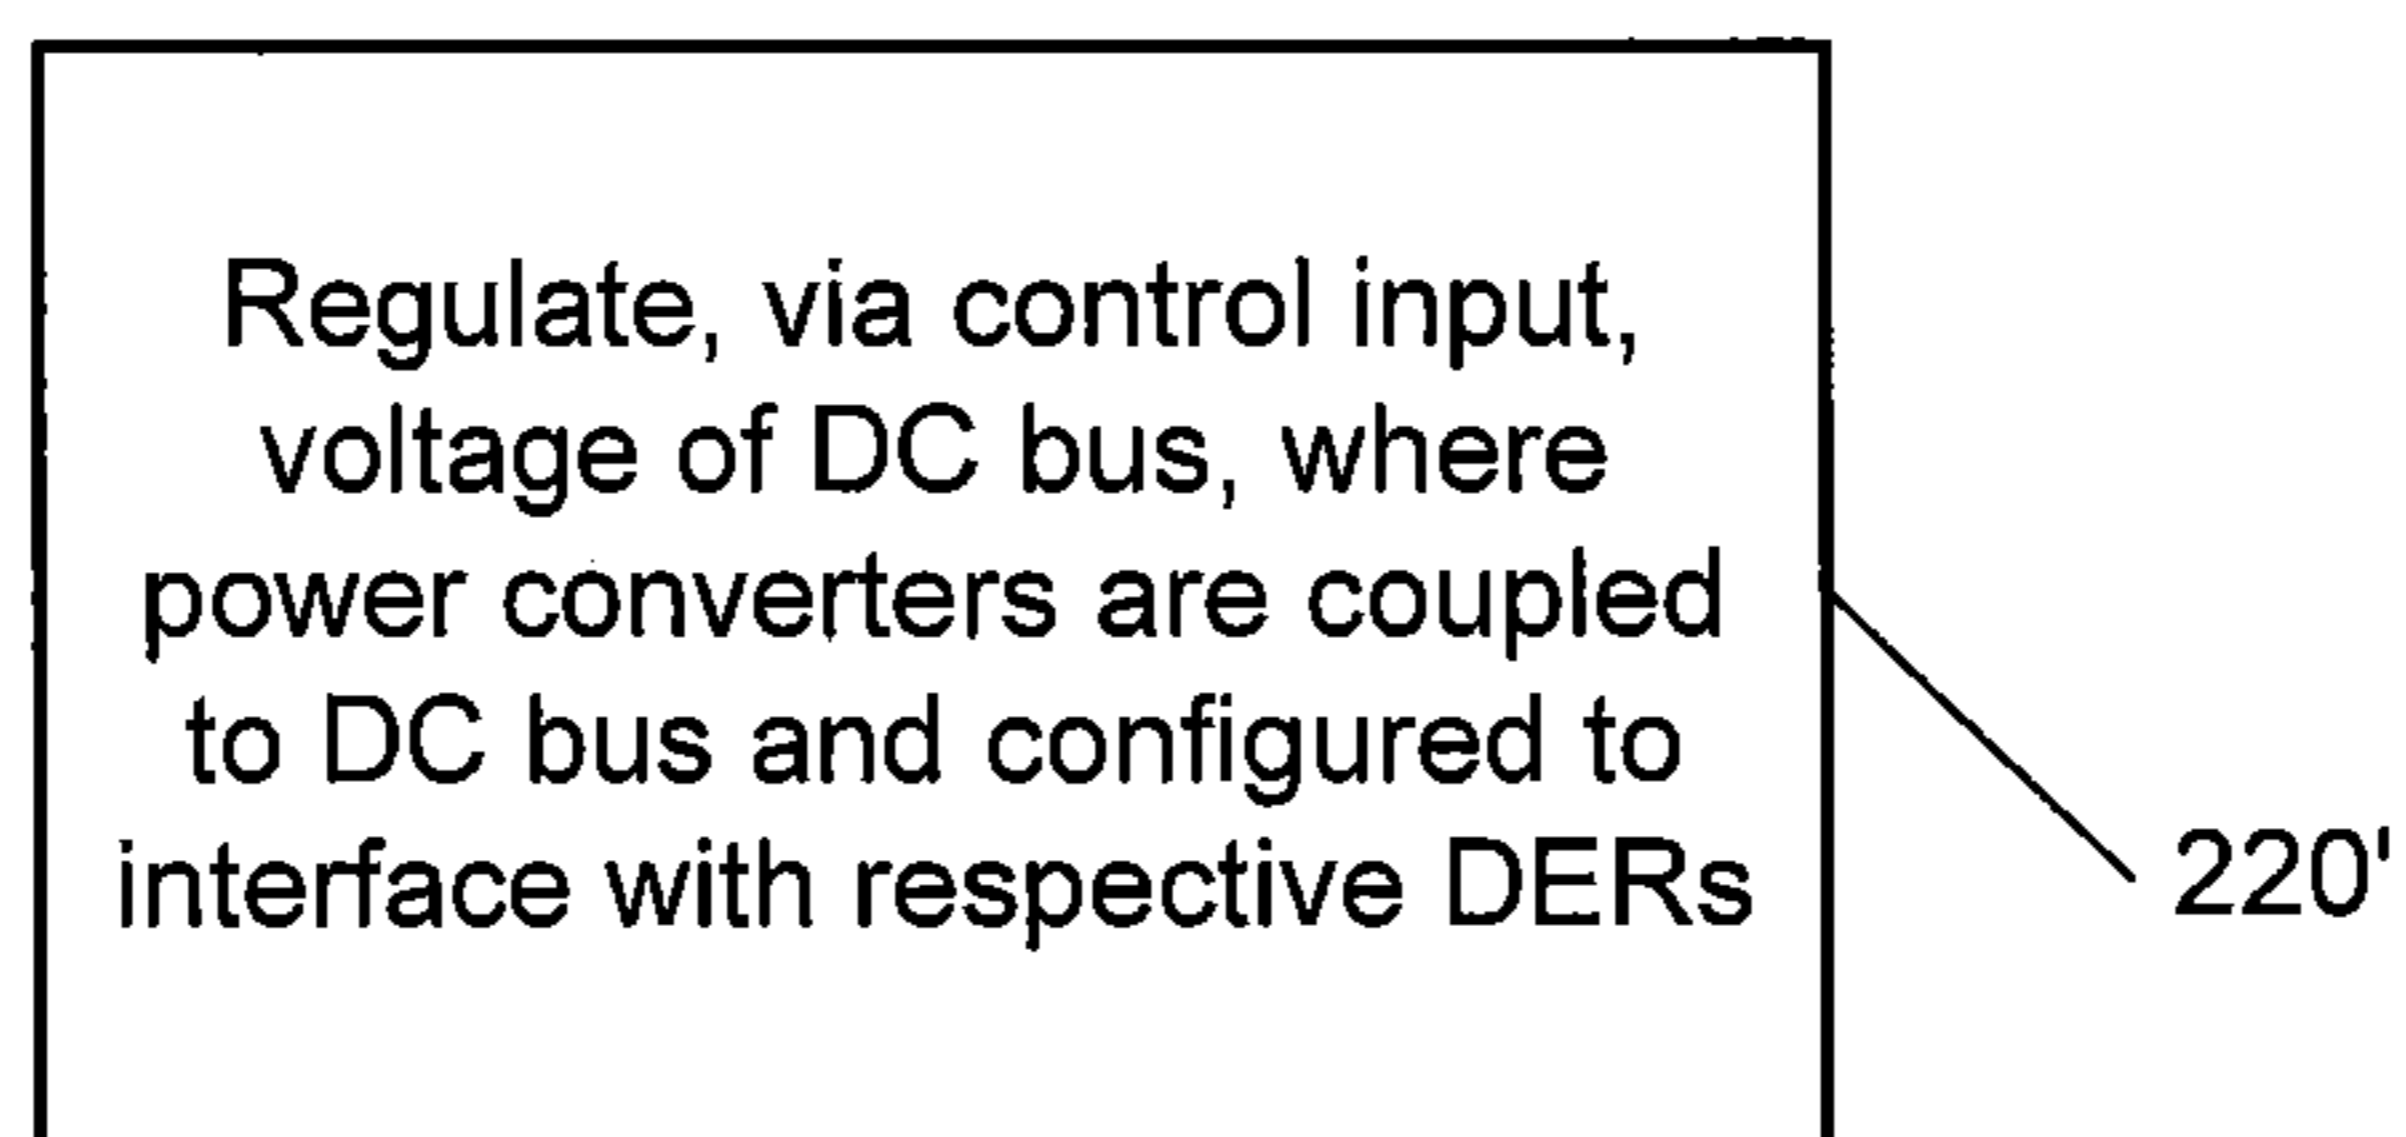 Regulate, via control input,
voltage of DC bus, where
power converters are coupled
to DC bus and configured to
interface with respective DERs
220'